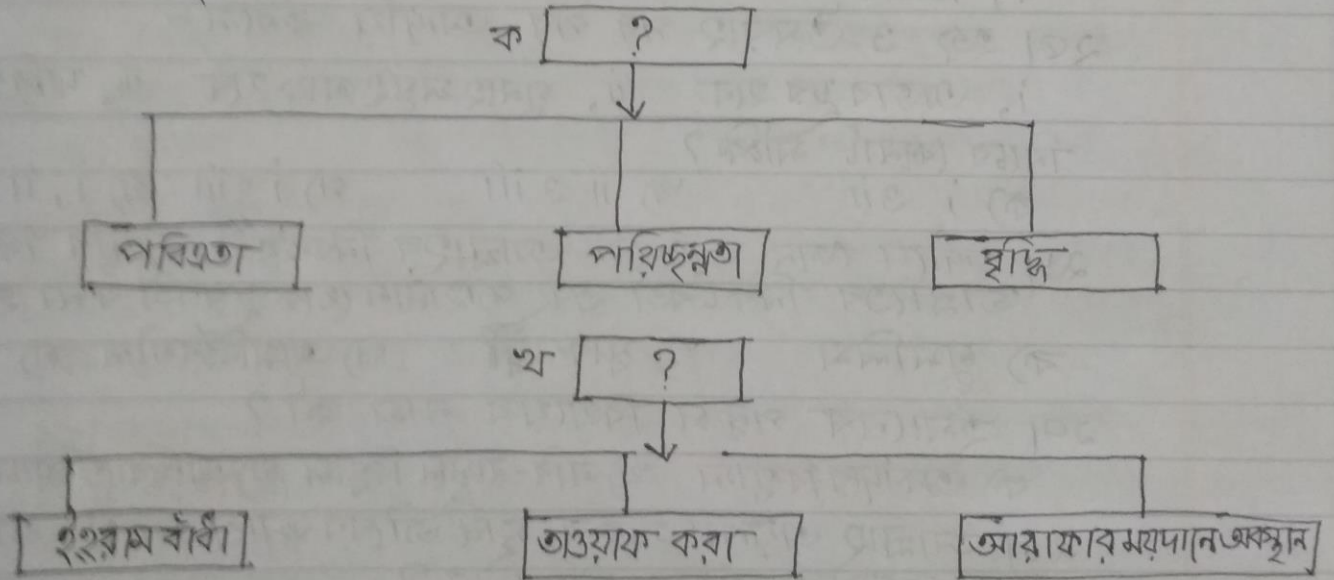 ক ?
পবিত্রতা পরিচ্ছন্নতা বৃদ্ধি
খ ?
ইহরাম বাঁধা তাওয়াফ করা আরাফার ময়দানে অবস্থান